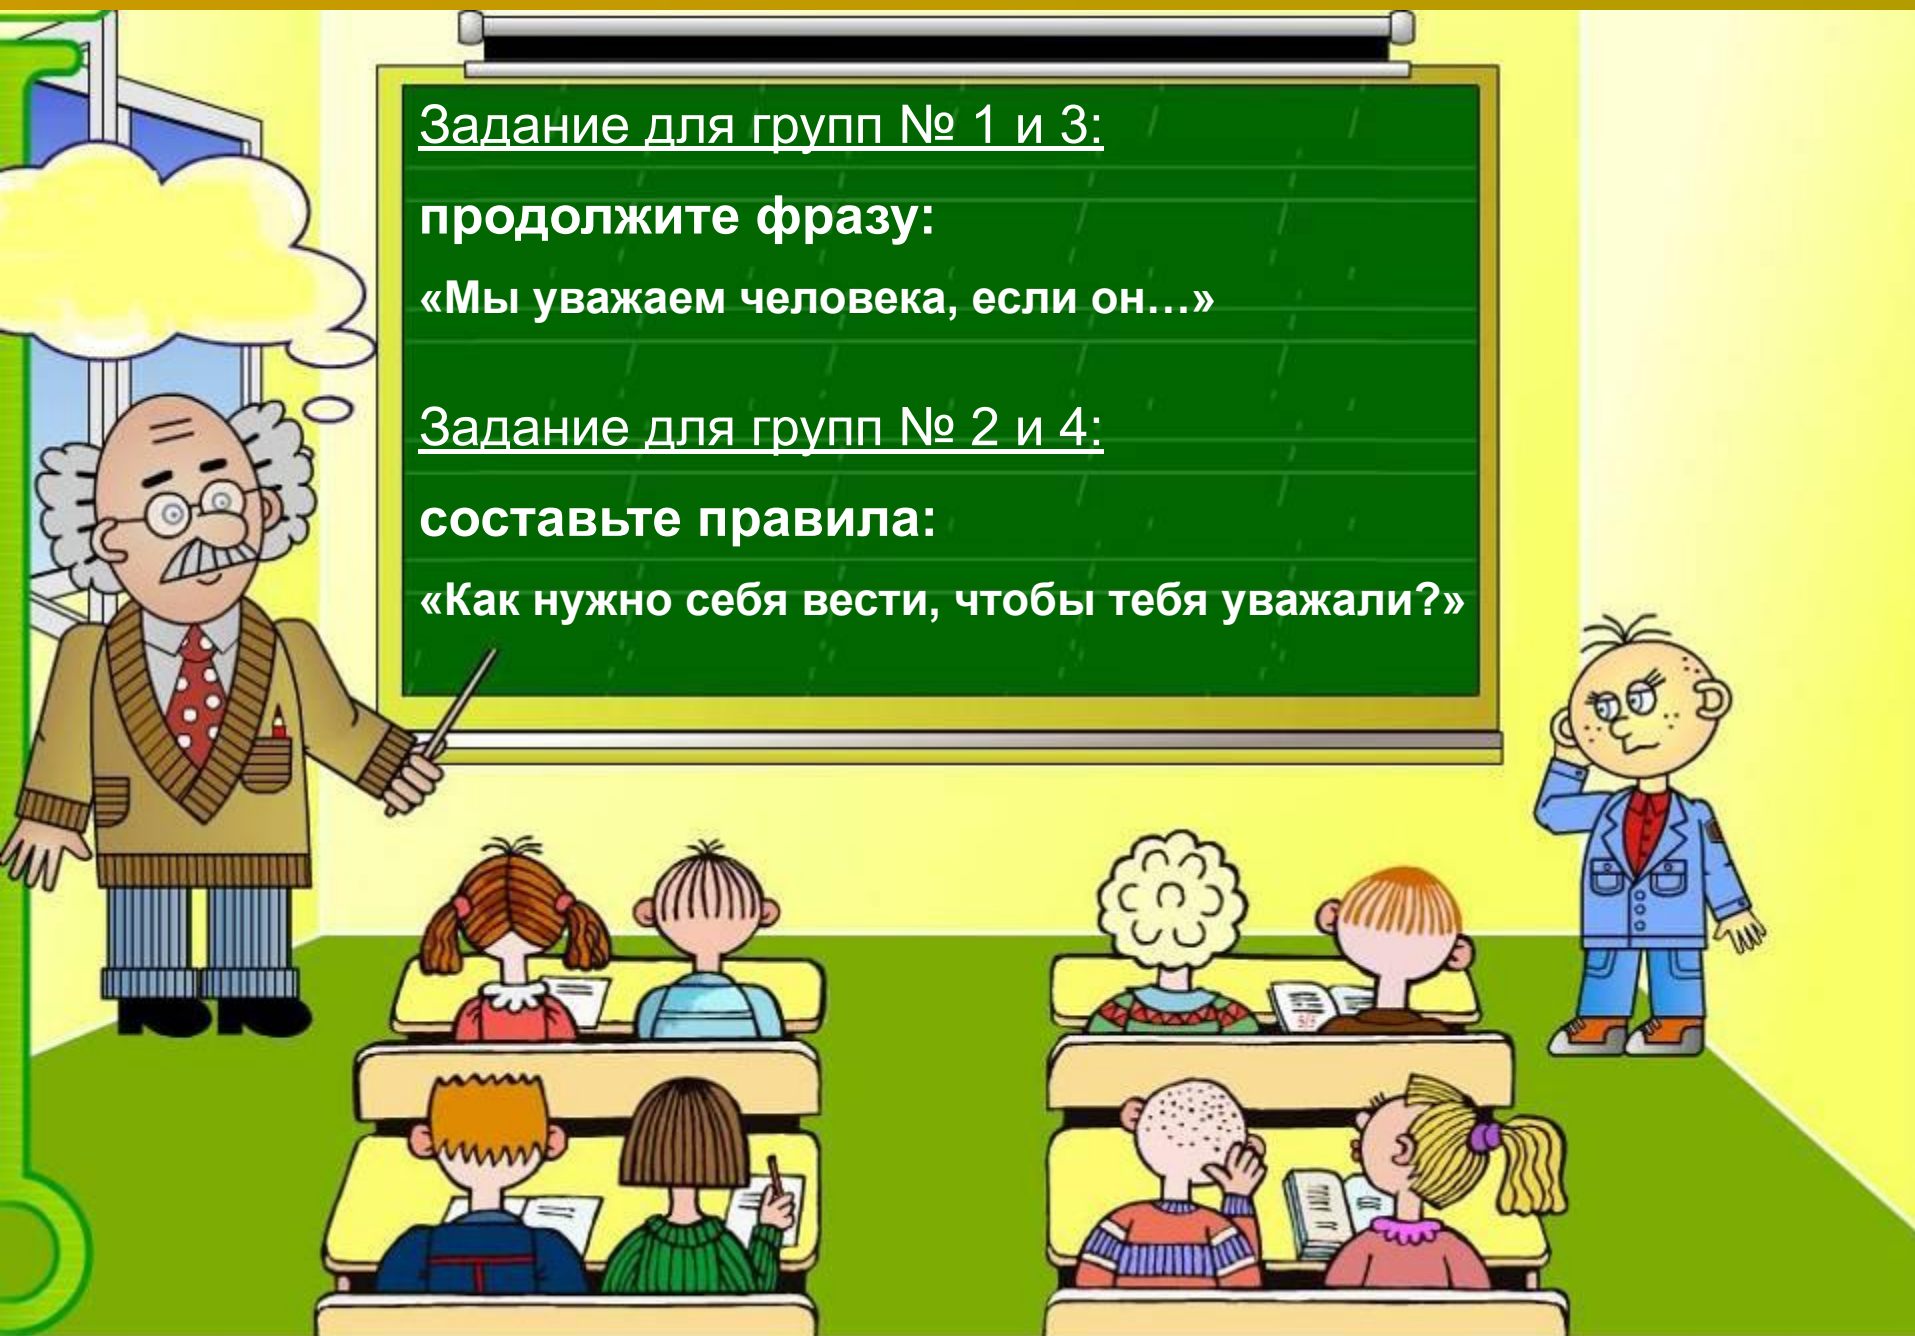 Задание для групп № 1 и 3:
продолжите фразу:
«Мы уважаем человека, если он…»
Задание для групп № 2 и 4:
составьте правила:
«Как нужно себя вести, чтобы тебя уважали?»